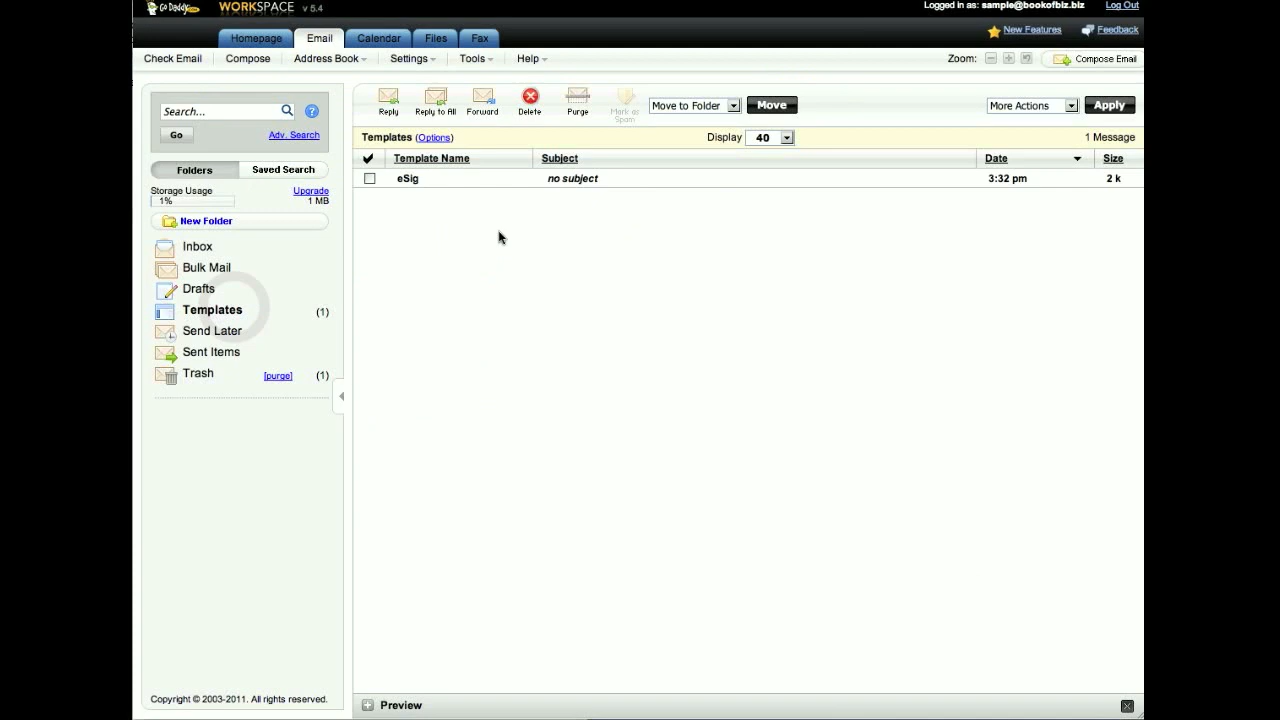 Go Daddy WORKSPACE v 5.4 Logged in as: sample@bookofbiz.biz Log Out
Homepage Email Calendar Files Fax New Features Feedback
Check Email Compose Address Book Settings Tools Help Zoom: Compose Email
Search... ?
Go Adv. Search
Folders Saved Search
Storage Usage Upgrade
1% 1 MB
New Folder
Inbox
Bulk Mail
Drafts
Templates (1)
Send Later
Sent Items
Trash [purge] (1)
Copyright © 2003-2011. All rights reserved.
Reply Reply to All Forward Delete Purge Mark as Spam Move to Folder Move More Actions Apply
Templates (Options) Display 40 1 Message
Template Name Subject Date Size
eSig no subject 3:32 pm 2 k
Preview